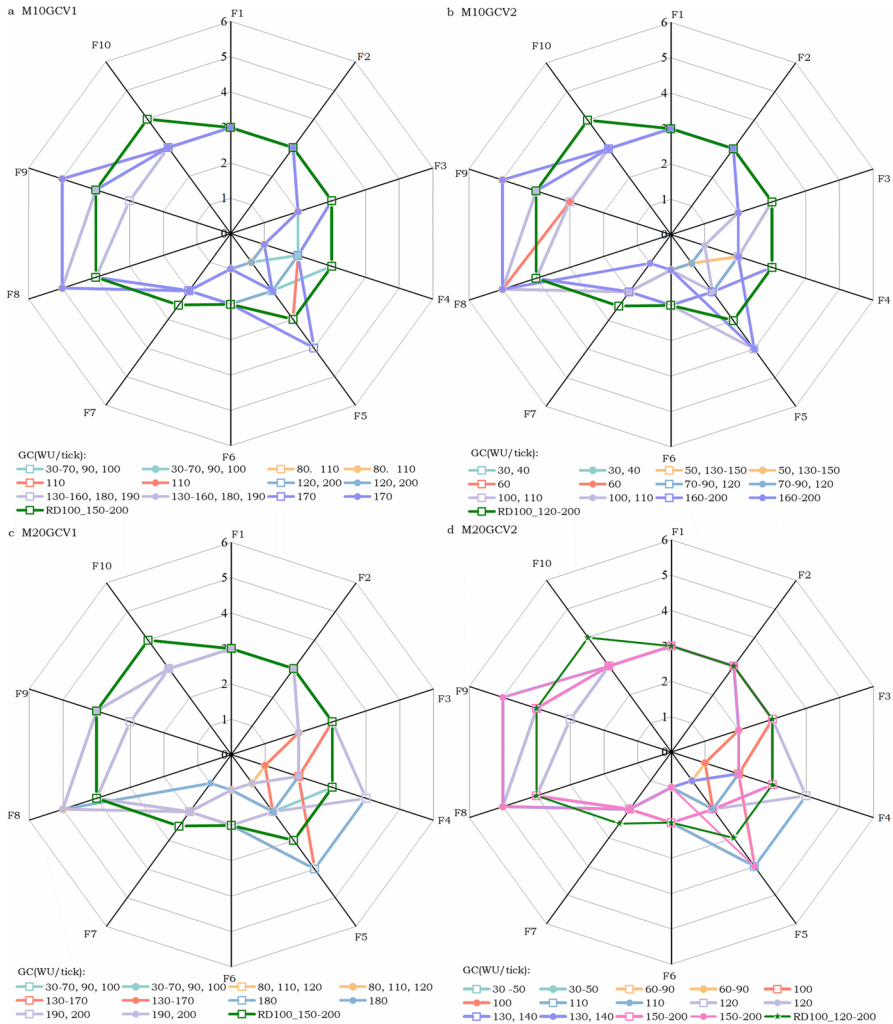 a M10GCV1
F1
F2
F3
F4
F5
F6
F7
F8
F9
F10
6
5
4
3
2
1
0
GC(WU/tick):
30-70, 90, 100 30-70, 90, 100 80. 110 80. 110
110 110 120, 200 120, 200
130-160, 180, 190 130-160, 180, 190 170 170
RD100_150-200
b M10GCV2
F1
F2
F3
F4
F5
F6
F7
F8
F9
F10
6
5
4
3
2
1
0
GC(WU/tick):
30, 40 30, 40 50, 130-150 50, 130-150
60 60 70-90, 120 70-90, 120
100, 110 100, 110 160-200 160-200
RD100_120-200
c M20GCV1
F1
F2
F3
F4
F5
F6
F7
F8
F9
F10
6
5
4
3
2
1
0
GC(WU/tick):
30-70, 90, 100 30-70, 90, 100 80, 110, 120 80, 110, 120
130-170 130-170 180 180
190, 200 190, 200 RD100_150-200
d M20GCV2
F1
F2
F3
F4
F5
F6
F7
F8
F9
F10
6
5
4
3
2
1
0
GC(WU/tick):
30 -50 30-50 60-90 60-90 100
100 110 110 120 120
130, 140 130, 140 150-200 150-200 RD100_120-200